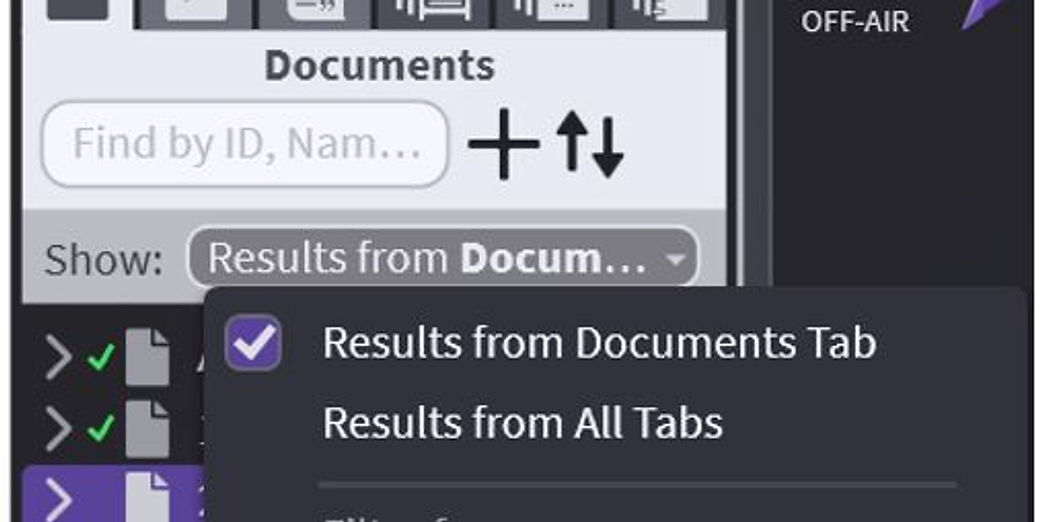 OFF-AIR
Documents
Find by ID, Nam...
Show:
Results from Docum...
Results from Documents Tab
Results from All Tabs